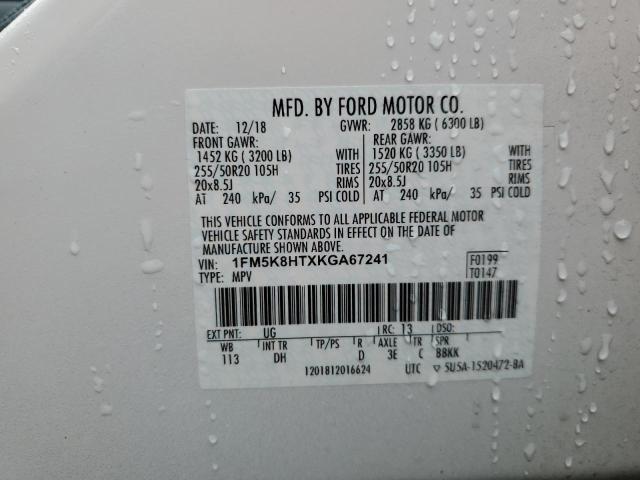 MFD. BY FORD MOTOR CO.
DATE: 12/18 GVWR: 2858 KG ( 6300 LB)
FRONT GAWR: REAR GAWR:
1452 KG ( 3200 LB) WITH 1520 KG ( 3350 LB) WITH
255/50R20 105H TIRES 255/50R20 105H TIRES
20x8.5J RIMS 20x8.5J RIMS
AT 240 kPa/ 35 PSI COLD AT 240 kPa/ 35 PSI COLD
THIS VEHICLE CONFORMS TO ALL APPLICABLE FEDERAL MOTOR
VEHICLE SAFETY STANDARDS IN EFFECT ON THE DATE OF
MANUFACTURE SHOWN ABOVE.
VIN: 1FM5K8HTXKGA67241 F0199
TYPE: MPV T0147
EXT PNT: UG RC: 13 DSO:
WB INT TR TP/PS R AXLE TR SPR
113 DH D 3E C BBKK
1201812016624 UTC ▽ 5U5A-1520472-BA